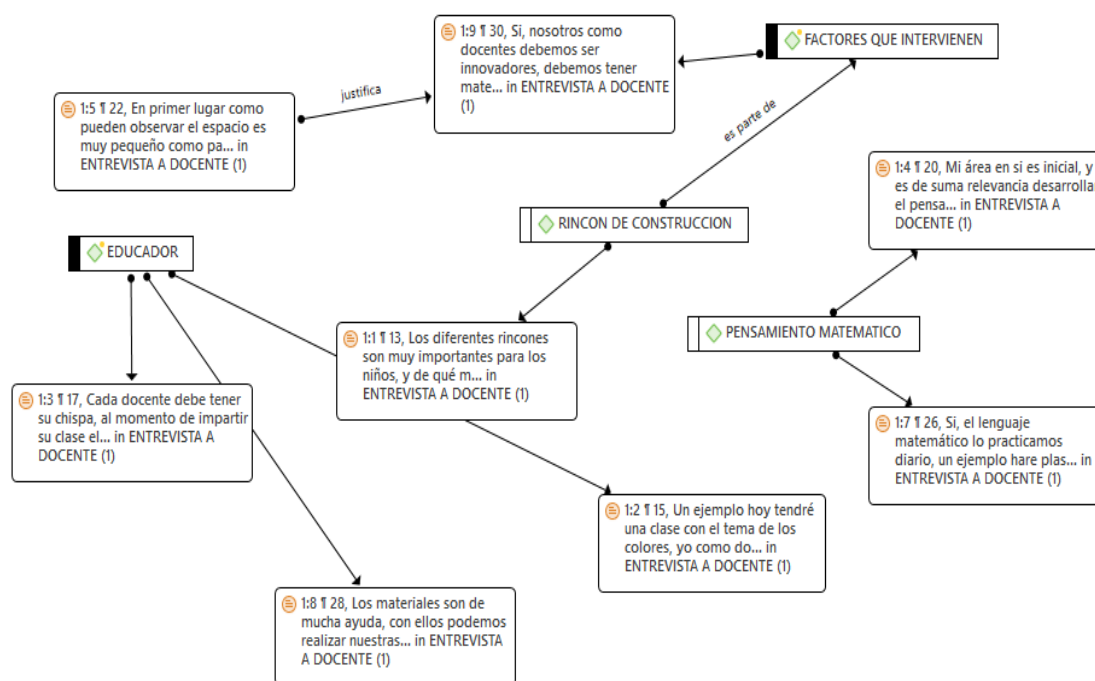 1:9 ¶ 30, Si, nosotros como
docentes debemos ser
innovadores, debemos tener
mate... in ENTREVISTA A DOCENTE
(1)
FACTORES QUE INTERVIENEN
justifica
1:5 ¶ 22, En primer lugar como
pueden observar el espacio es
muy pequeño como pa... in
ENTREVISTA A DOCENTE (1)
es parte de
1:4 ¶ 20, Mi área en si es inicial, y
es de suma relevancia desarrollar
el pensa... in ENTREVISTA A
DOCENTE (1)
RINCON DE CONSTRUCCION
EDUCADOR
1:1 ¶ 13, Los diferentes rincones
son muy importantes para los
niños, y de qué m... in
ENTREVISTA A DOCENTE (1)
PENSAMIENTO MATEMATICO
1:3 ¶ 17, Cada docente debe tener
su chispa, al momento de impartir
su clase el... in ENTREVISTA A
DOCENTE (1)
1:7 ¶ 26, Si, el lenguaje
matemático lo practicamos
diario, un ejemplo hare plas... in
ENTREVISTA A DOCENTE (1)
1:2 ¶ 15, Un ejemplo hoy tendré
una clase con el tema de los
colores, yo como do... in
ENTREVISTA A DOCENTE (1)
1:8 ¶ 28, Los materiales son de
mucha ayuda, con ellos podemos
realizar nuestras... in ENTREVISTA
A DOCENTE (1)